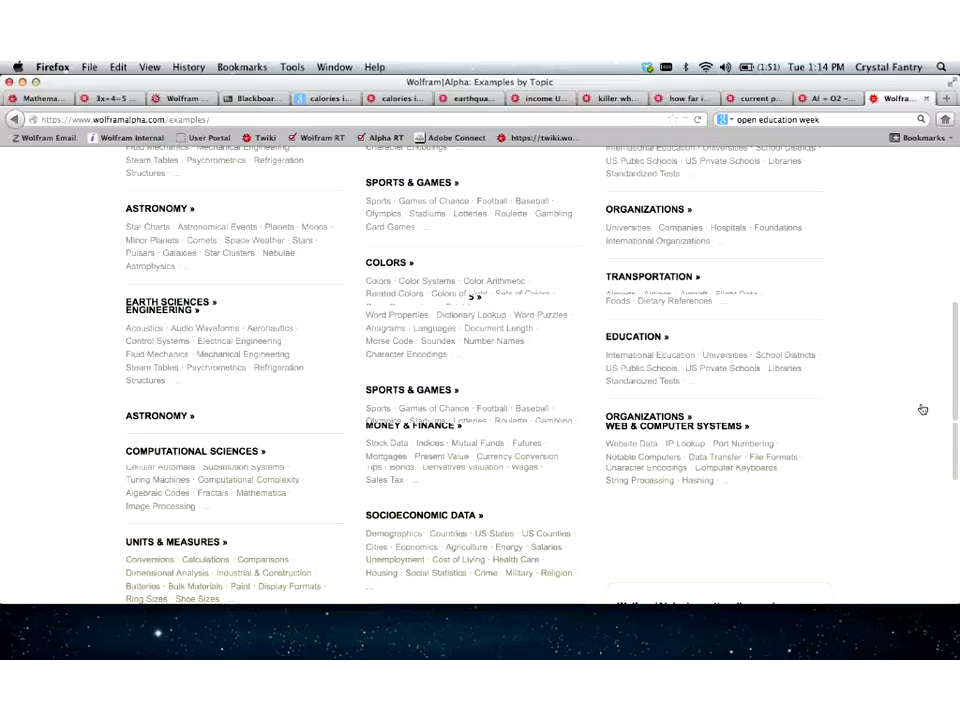 Firefox File Edit View History Bookmarks Tools Window Help (1:51) Tue 1:14 PM Crystal Fantry
Wolfram|Alpha: Examples by Topic
Mathema... 3x+4=5 ... Wolfram ... Blackboar... calories i... calories i... earthqua... income U... killer wh... how far i... current p... Al + O2 -... Wolfra...
https://www.wolframalpha.com/examples/ open education week
Wolfram Email Wolfram Internal User Portal Twiki Wolfram RT Alpha RT Adobe Connect https://twiki.wo... Bookmarks
Fluid Mechanics · Mechanical Engineering
Steam Tables · Psychrometrics · Refrigeration
Structures · ...
ASTRONOMY »
Star Charts · Astronomical Events · Planets · Moons ·
Minor Planets · Comets · Space Weather · Stars ·
Pulsars · Galaxies · Star Clusters · Nebulae ·
Astrophysics · ...
EARTH SCIENCES »
ENGINEERING »
Acoustics · Audio Waveforms · Aeronautics ·
Control Systems · Electrical Engineering ·
Fluid Mechanics · Mechanical Engineering
Steam Tables · Psychrometrics · Refrigeration
Structures · ...
ASTRONOMY »
COMPUTATIONAL SCIENCES »
Cellular Automata · Substitution Systems ·
Turing Machines · Computational Complexity ·
Algebraic Codes · Fractals · Mathematica ·
Image Processing · ...
UNITS & MEASURES »
Conversions · Calculations · Comparisons ·
Dimensional Analysis · Industrial & Construction ·
Batteries · Bulk Materials · Paint · Display Formats ·
Ring Sizes · Shoe Sizes · ...
Character Encodings · ...
SPORTS & GAMES »
Sports · Games of Chance · Football · Baseball ·
Olympics · Stadiums · Lotteries · Roulette · Gambling ·
Card Games · ...
COLORS »
Colors · Color Systems · Color Arithmetic ·
Related Colors · Colors of Light · Sets of Colors ·
S »
Word Properties · Dictionary Lookup · Word Puzzles ·
Anagrams · Languages · Document Length ·
Morse Code · Soundex · Number Names ·
Character Encodings · ...
SPORTS & GAMES »
Sports · Games of Chance · Football · Baseball ·
Olympics · Stadiums · Lotteries · Roulette · Gambling ·
MONEY & FINANCE »
Stock Data · Indices · Mutual Funds · Futures ·
Mortgages · Present Value · Currency Conversion ·
Tips · Bonds · Derivatives Valuation · Wages ·
Sales Tax · ...
SOCIOECONOMIC DATA »
Demographics · Countries · US States · US Counties ·
Cities · Economics · Agriculture · Energy · Salaries ·
Unemployment · Cost of Living · Health Care ·
Housing · Social Statistics · Crime · Military · Religion ·
...
International Education · Universities · School Districts ·
US Public Schools · US Private Schools · Libraries ·
Standardized Tests · ...
ORGANIZATIONS »
Universities · Companies · Hospitals · Foundations ·
International Organizations · ...
TRANSPORTATION »
Airports · Airlines · Aircraft · Flight Data ·
Foods · Dietary References · ...
EDUCATION »
International Education · Universities · School Districts ·
US Public Schools · US Private Schools · Libraries ·
Standardized Tests · ...
ORGANIZATIONS »
WEB & COMPUTER SYSTEMS »
Website Data · IP Lookup · Port Numbering ·
Notable Computers · Data Transfer · File Formats ·
Character Encodings · Computer Keyboards ·
String Processing · Hashing · ...